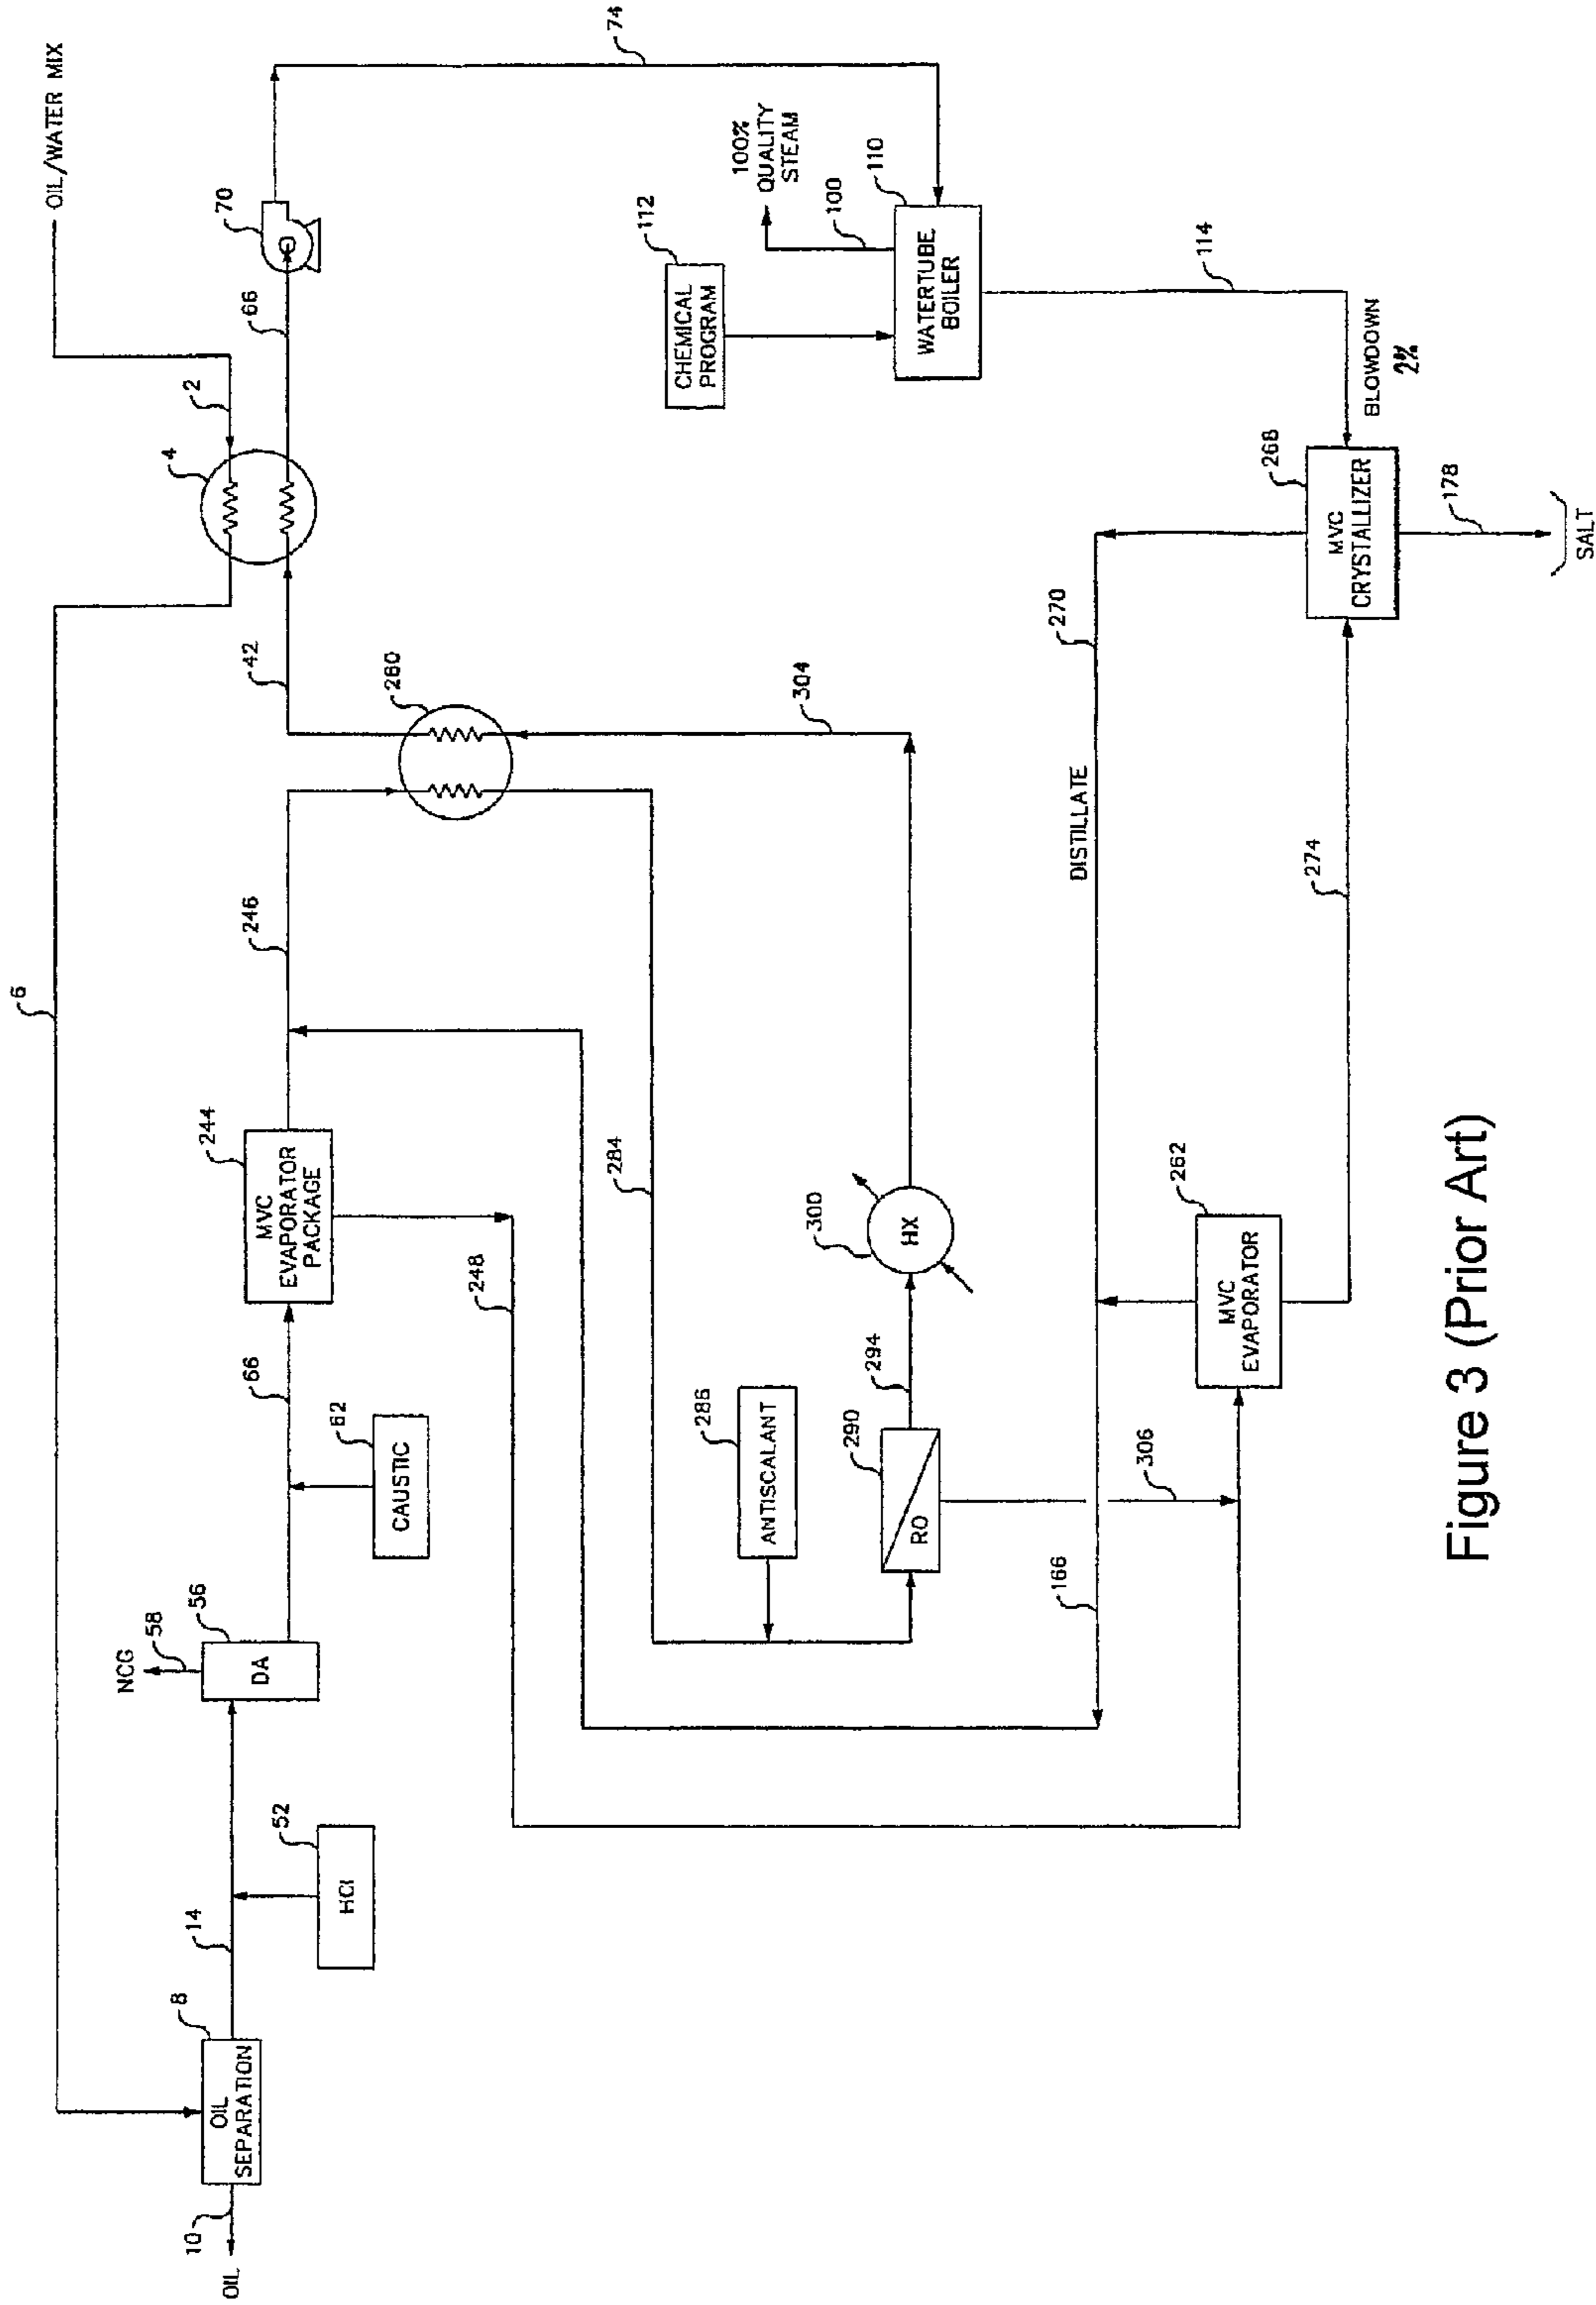 OIL/WATER MIX
6
2
4
70
66
74
42
280
304
112
CHEMICAL
PROGRAM
100%
QUALITY
STEAM
100
110
WATERTUBE
BOILER
114
BLOWDOWN
2%
268
MVC
CRYSTALLIZER
178
SALT
270
DISTILLATE
274
246
244
MVC
EVAPORATOR
PACKAGE
248
284
66
62
CAUSTIC
NCG
58
56
DA
286
ANTISCALANT
290
RO
294
300
HX
306
166
262
MVC
EVAPORATOR
52
HCl
14
8
OIL
SEPARATION
10
OIL
Figure 3 (Prior Art)